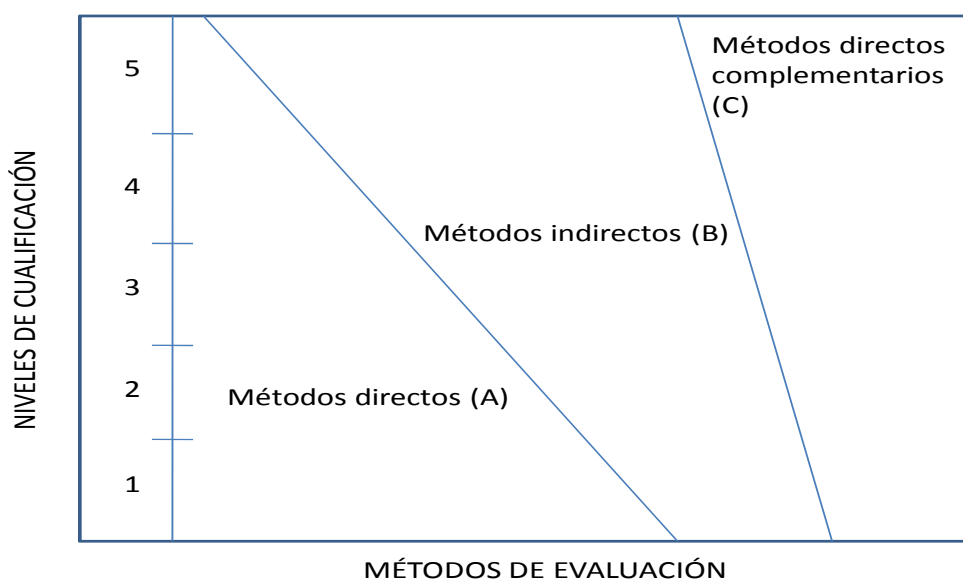 NIVELES DE CUALIFICACIÓN
5
4
3
2
1
Métodos directos
complementarios
(C)
Métodos indirectos (B)
Métodos directos (A)
MÉTODOS DE EVALUACIÓN